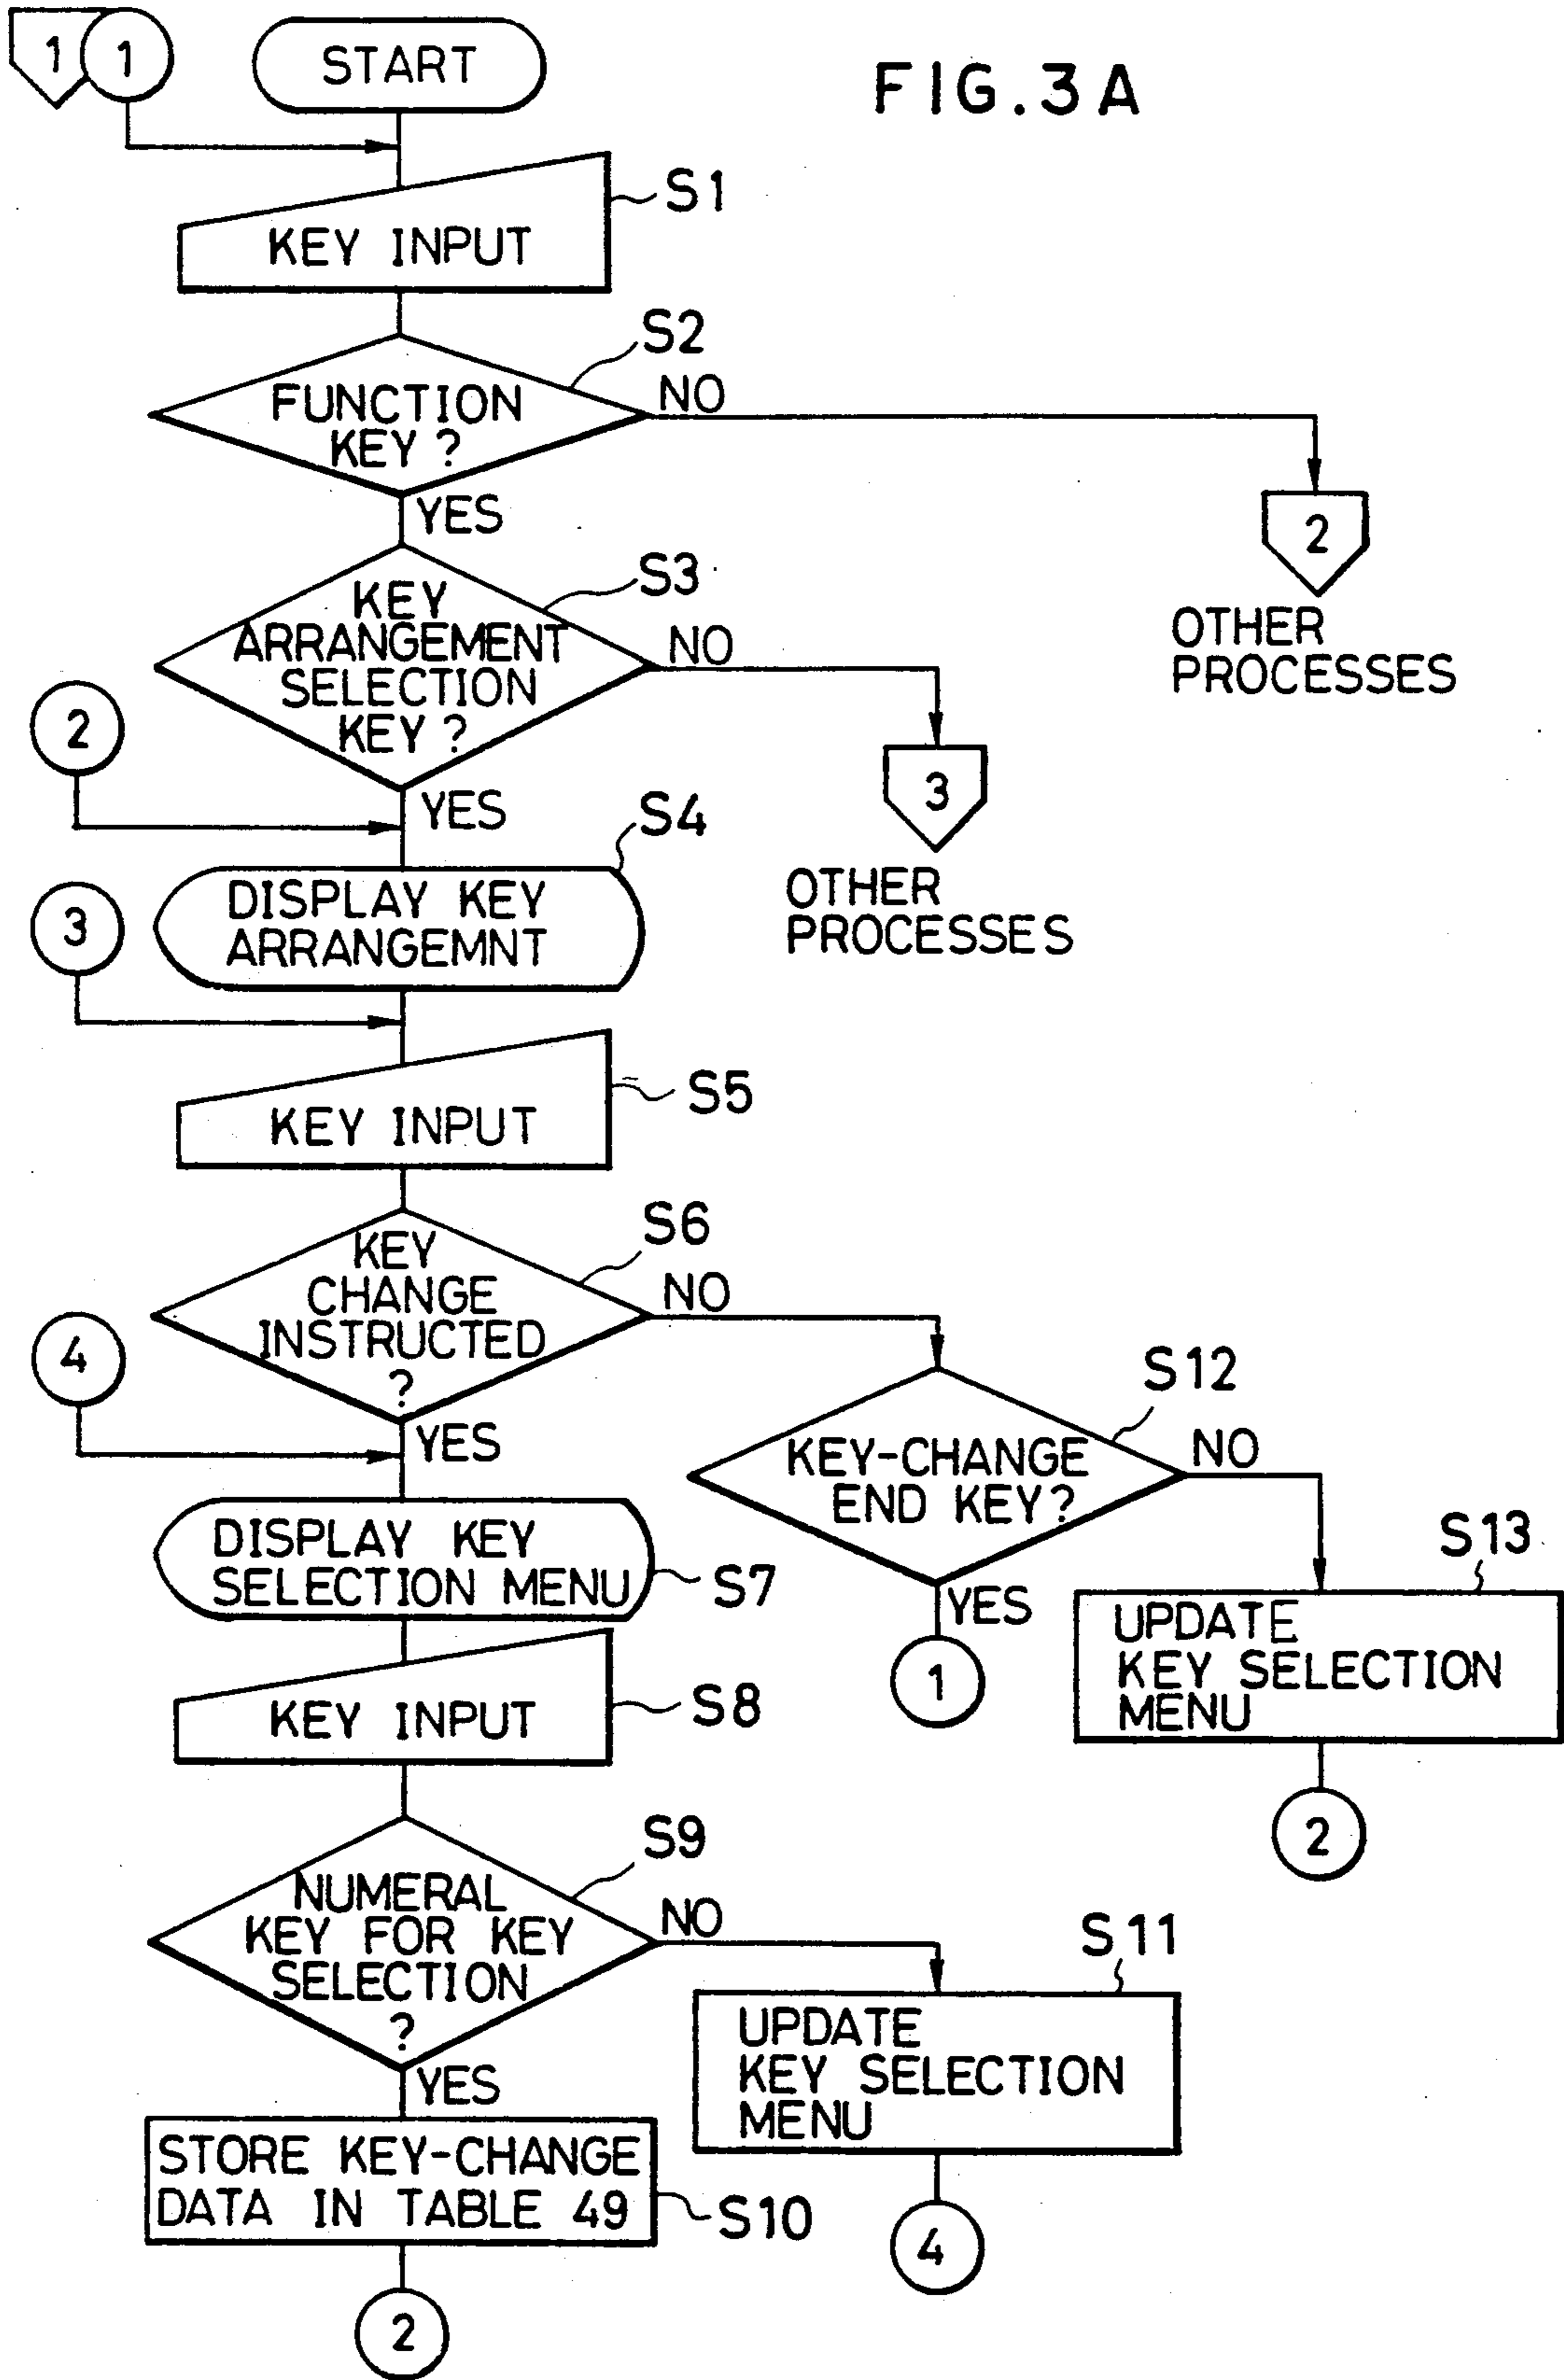 1
1
START
FIG.3A
S1
KEY INPUT
S2
FUNCTION
KEY?
NO
YES
2
OTHER
PROCESSES
S3
KEY
ARRANGEMENT
SELECTION
KEY?
NO
3
OTHER
PROCESSES
2
YES
S4
DISPLAY KEY
ARRANGEMNT
3
S5
KEY INPUT
S6
KEY
CHANGE
INSTRUCTED
?
NO
4
YES
S12
KEY-CHANGE
END KEY?
NO
YES
1
S13
UPDATE
KEY SELECTION
MENU
2
DISPLAY KEY
SELECTION MENU
S7
KEY INPUT
S8
S9
NUMERAL
KEY FOR KEY
SELECTION
?
NO
YES
S11
UPDATE
KEY SELECTION
MENU
4
STORE KEY-CHANGE
DATA IN TABLE 49
S10
2